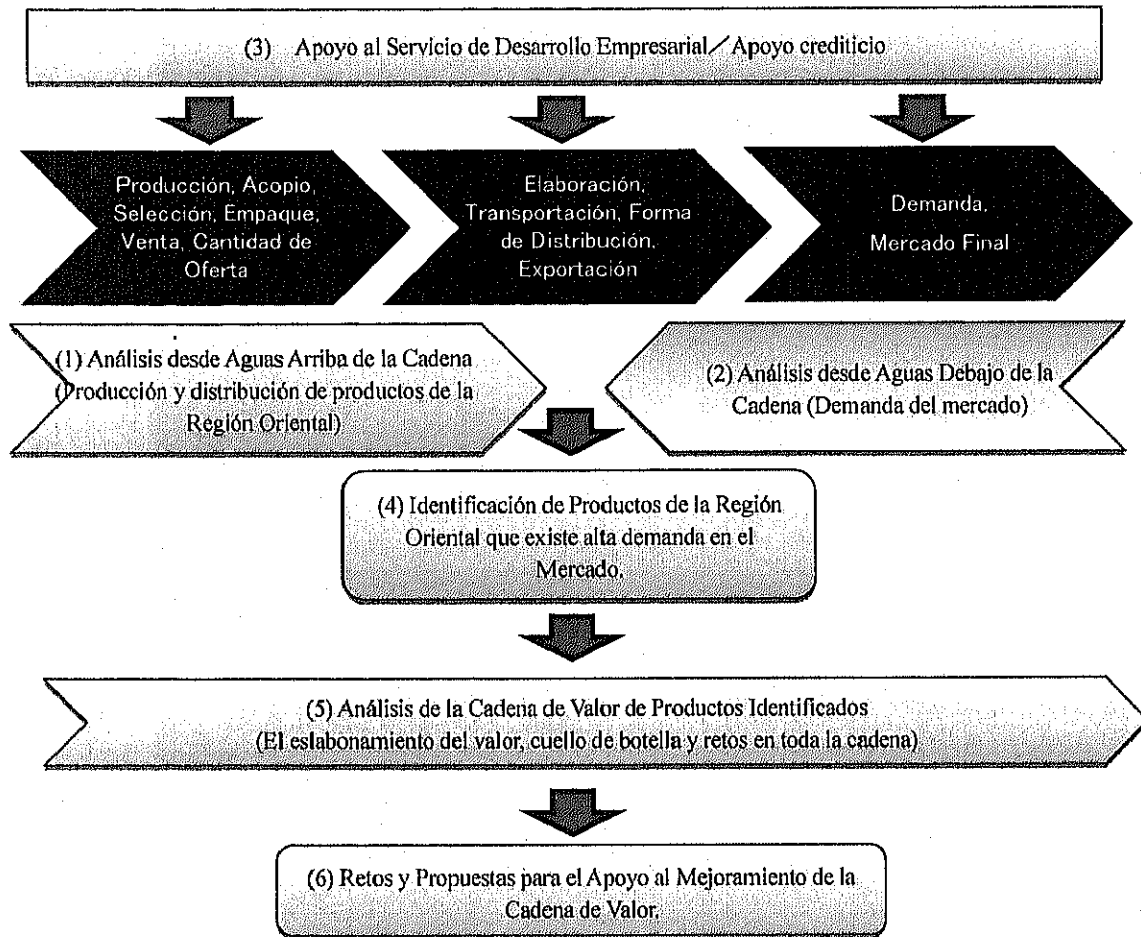 (3) Apoyo al Servicio de Desarrollo Empresarial／Apoyo crediticio
Producción, Acopio,
Selección, Empaque,
Venta, Cantidad de
Oferta
Elaboración,
Transportación, Forma
de Distribución,
Exportación
Demanda,
Mercado Final
(1) Análisis desde Aguas Arriba de la Cadena
(Producción y distribución de productos de la
Región Oriental)
(2) Análisis desde Aguas Debajo de la
Cadena (Demanda del mercado)
(4) Identificación de Productos de la Región
Oriental que existe alta demanda en el
Mercado.
(5) Análisis de la Cadena de Valor de Productos Identificados
(El eslabonamiento del valor, cuello de botella y retos en toda la cadena)
(6) Retos y Propuestas para el Apoyo al Mejoramiento de la
Cadena de Valor.